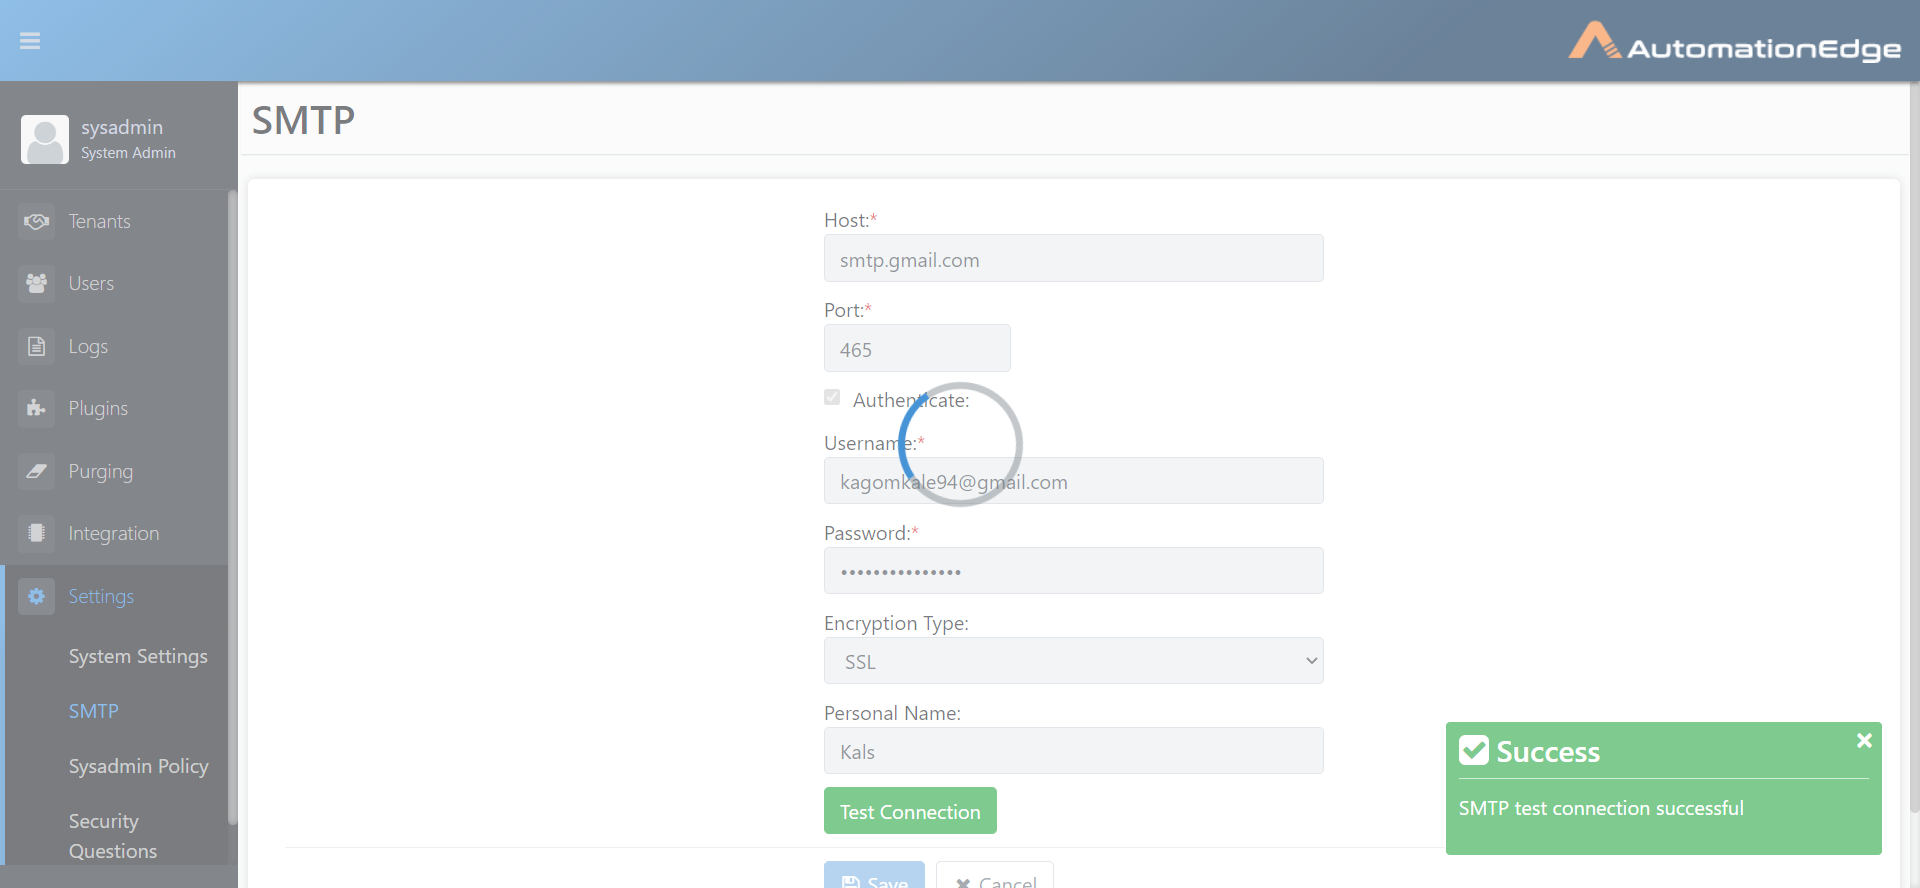 AutomationEdge
sysadmin
System Admin
Tenants
Users
Logs
Plugins
Purging
Integration
Settings
System Settings
SMTP
Sysadmin Policy
Security
Questions
SMTP
Host:*
smtp.gmail.com
Port:*
465
Authenticate:
Username:*
kagomkale94@gmail.com
Password:*
•••••••••••••••
Encryption Type:
SSL
Personal Name:
Kals
Test Connection
Save
Cancel
Success
SMTP test connection successful